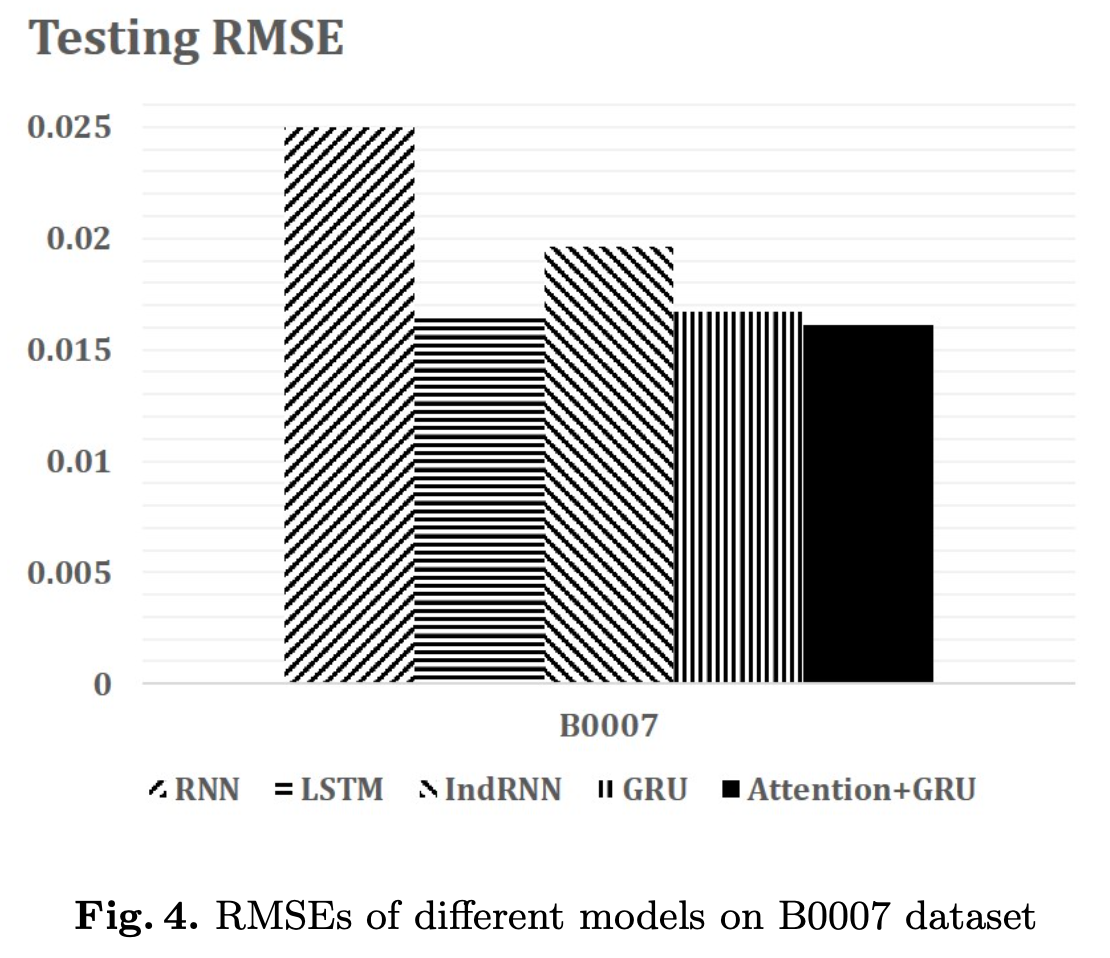 Testing RMSE
0.025
0.02
0.015
0.01
0.005
0
B0007
RNN LSTM IndRNN GRU Attention+GRU
Fig. 4. RMSEs of different models on B0007 dataset